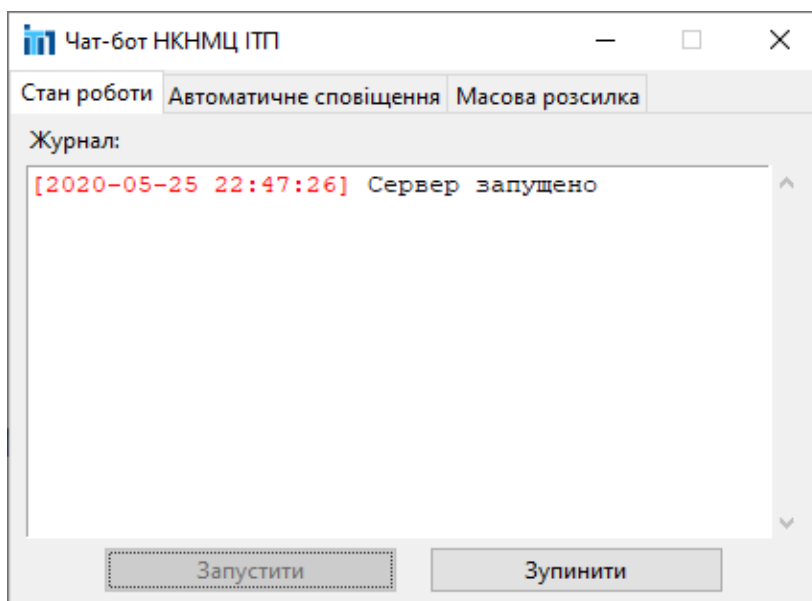 Чат-бот НКНМЦ ІТП
Стан роботи Автоматичне сповіщення Масова розсилка
Журнал:
[2020-05-25 22:47:26] Сервер запущено
Запустити Зупинити